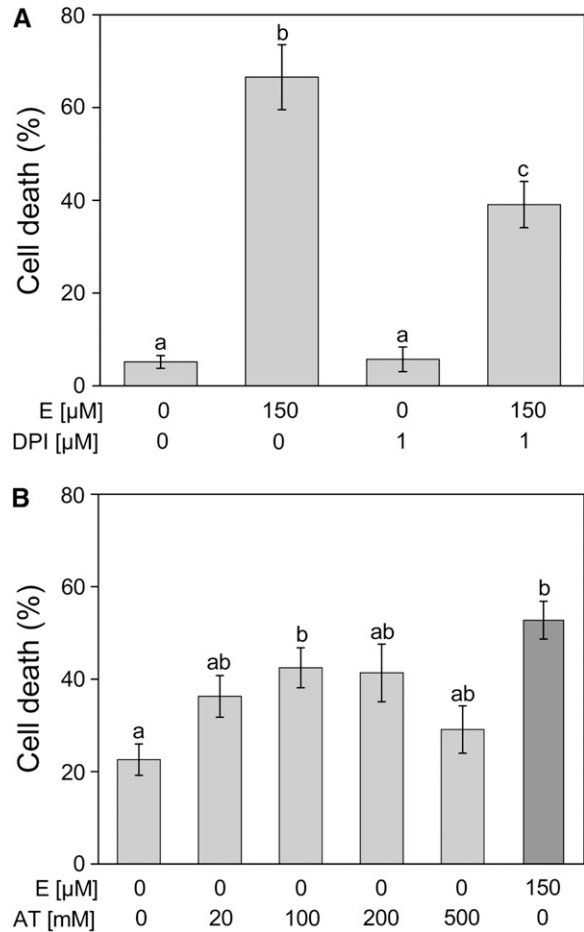 A
80
b
60
c
40
20
a
a
0
Cell death (%)
E [µM] 0 150 0 150
DPI [µM] 0 0 1 1
B
80
60
b
b
ab
ab
40
ab
a
20
0
Cell death (%)
E [µM] 0 0 0 0 0 150
AT [mM] 0 20 100 200 500 0